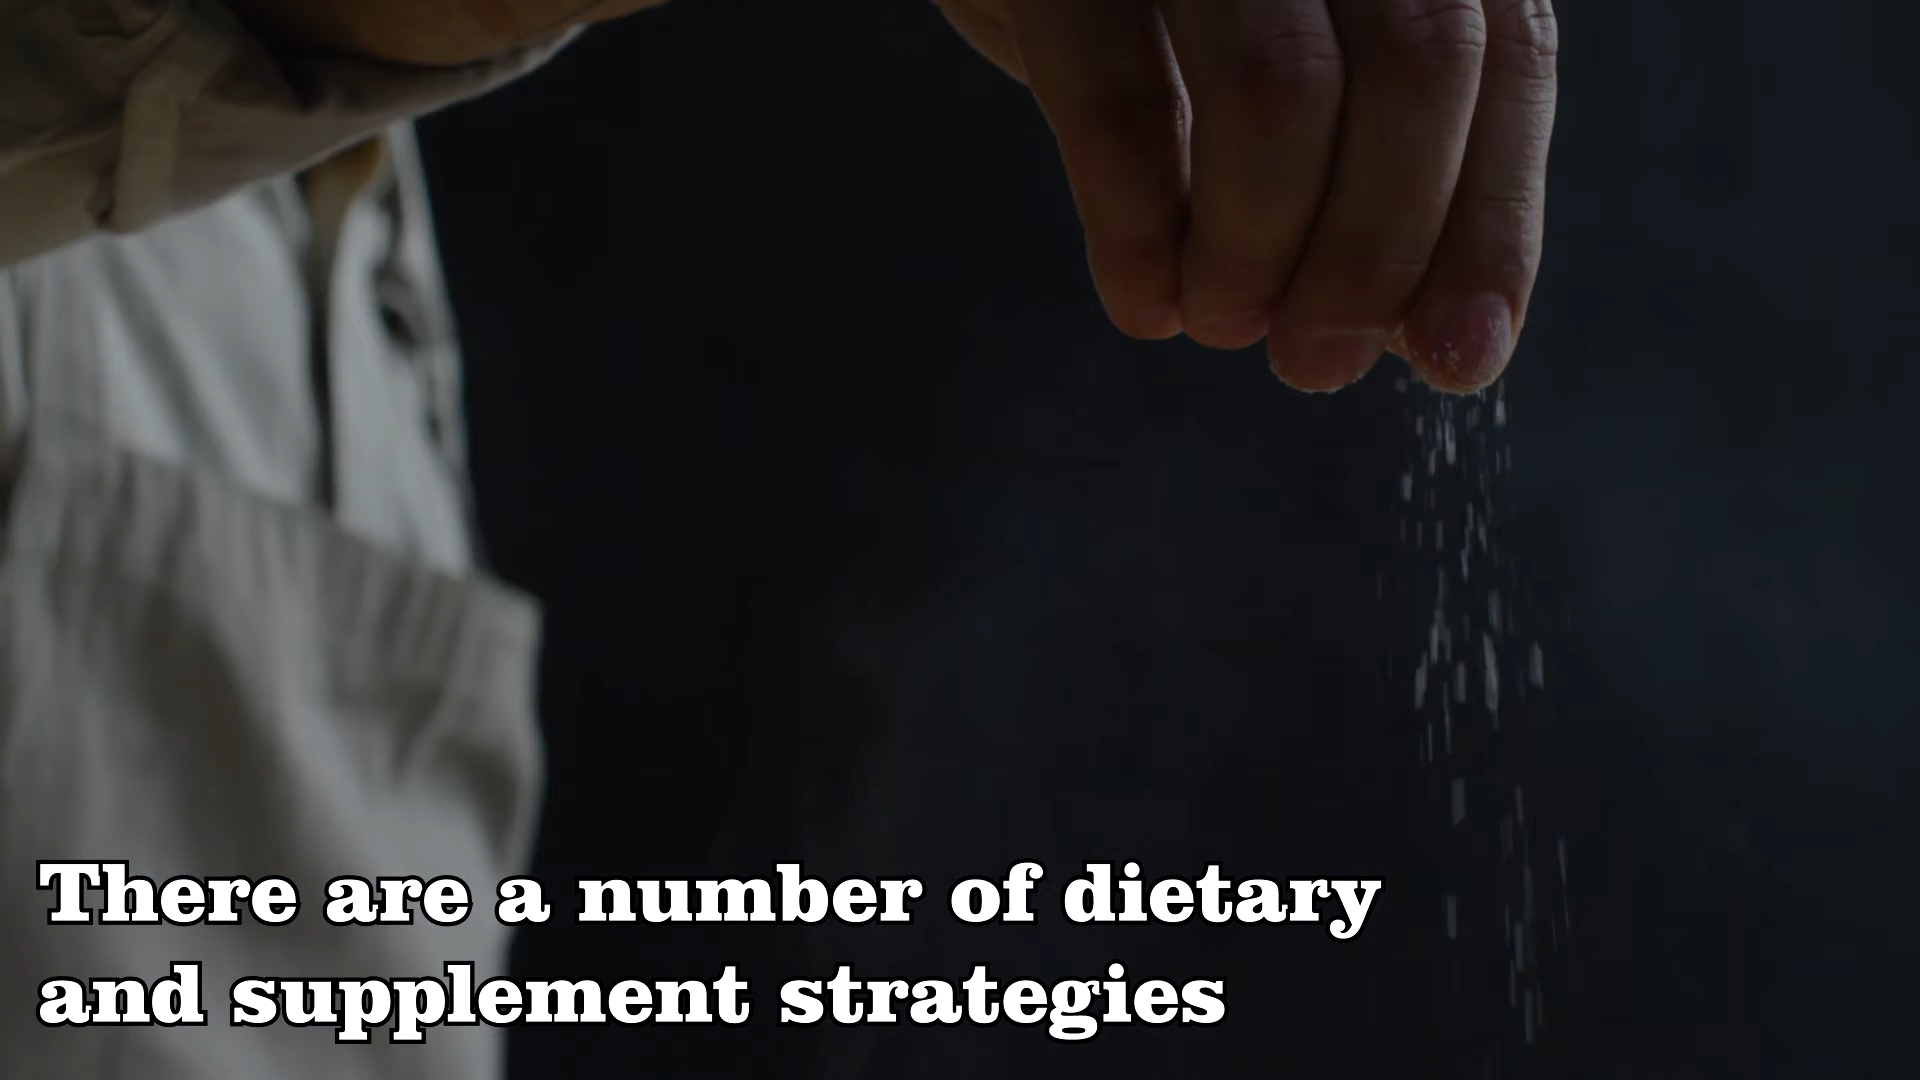 There are a number of dietary
and supplement strategies